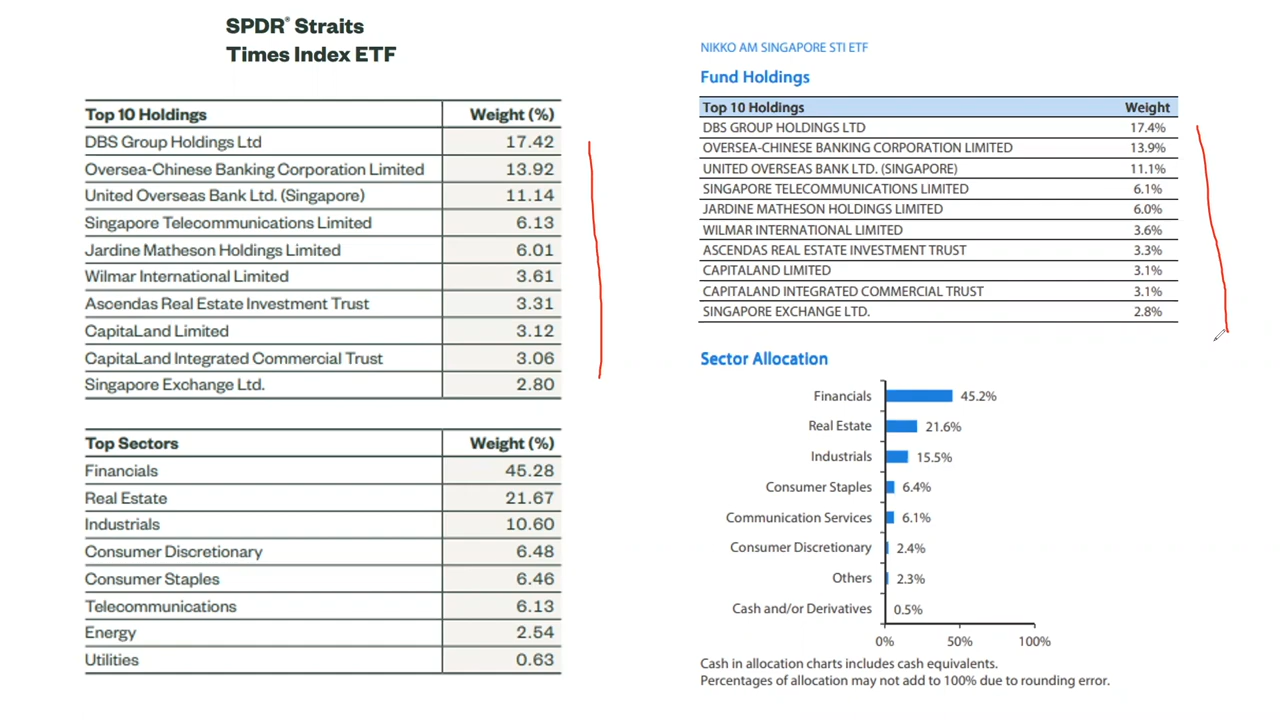 SPDR® Straits
Times Index ETF
Top 10 Holdings Weight (%)
DBS Group Holdings Ltd 17.42
Oversea-Chinese Banking Corporation Limited 13.92
United Overseas Bank Ltd. (Singapore) 11.14
Singapore Telecommunications Limited 6.13
Jardine Matheson Holdings Limited 6.01
Wilmar International Limited 3.61
Ascendas Real Estate Investment Trust 3.31
CapitaLand Limited 3.12
CapitaLand Integrated Commercial Trust 3.06
Singapore Exchange Ltd. 2.80
Top Sectors Weight (%)
Financials 45.28
Real Estate 21.67
Industrials 10.60
Consumer Discretionary 6.48
Consumer Staples 6.46
Telecommunications 6.13
Energy 2.54
Utilities 0.63
NIKKO AM SINGAPORE STI ETF
Fund Holdings
Top 10 Holdings Weight
DBS GROUP HOLDINGS LTD 17.4%
OVERSEA-CHINESE BANKING CORPORATION LIMITED 13.9%
UNITED OVERSEAS BANK LTD. (SINGAPORE) 11.1%
SINGAPORE TELECOMMUNICATIONS LIMITED 6.1%
JARDINE MATHESON HOLDINGS LIMITED 6.0%
WILMAR INTERNATIONAL LIMITED 3.6%
ASCENDAS REAL ESTATE INVESTMENT TRUST 3.3%
CAPITALAND LIMITED 3.1%
CAPITALAND INTEGRATED COMMERCIAL TRUST 3.1%
SINGAPORE EXCHANGE LTD. 2.8%
Sector Allocation
Financials 45.2%
Real Estate 21.6%
Industrials 15.5%
Consumer Staples 6.4%
Communication Services 6.1%
Consumer Discretionary 2.4%
Others 2.3%
Cash and/or Derivatives 0.5%
0% 50% 100%
Cash in allocation charts includes cash equivalents.
Percentages of allocation may not add to 100% due to rounding error.